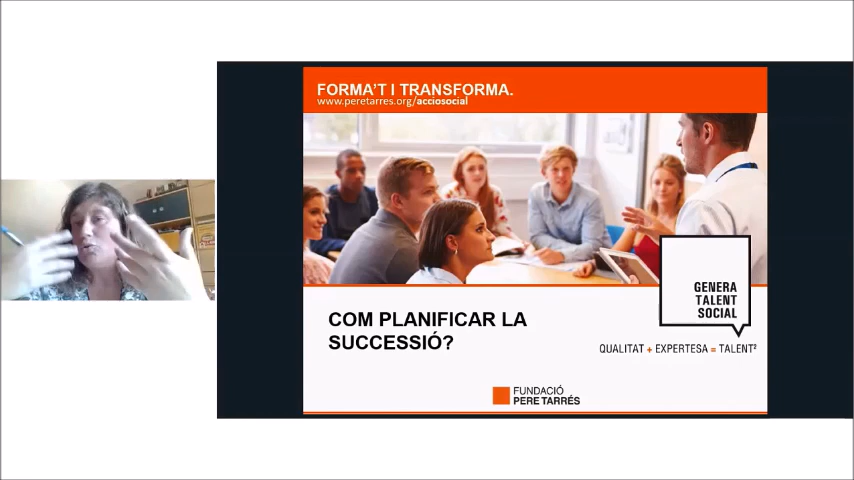 FORMA'T I TRANSFORMA.
www.peretarres.org/acciosocial
GENERA
TALENT
SOCIAL
COM PLANIFICAR LA
SUCCESSIÓ?
QUALITAT + EXPERTESA = TALENT²
FUNDACIÓ
PERE TARRÉS